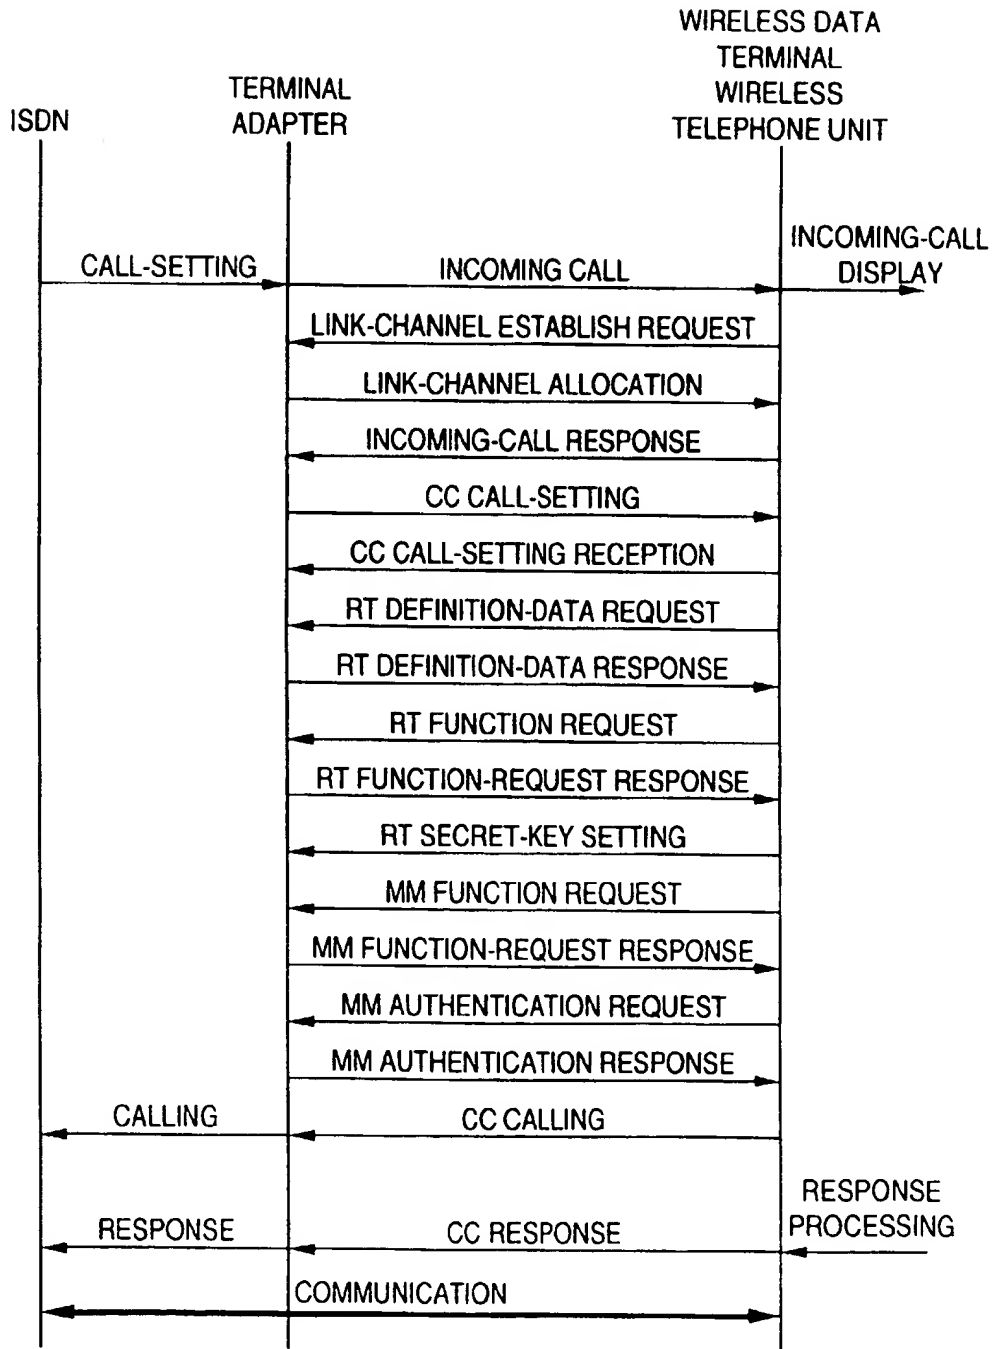 WIRELESS DATA
TERMINAL
WIRELESS
TELEPHONE UNIT
TERMINAL
ADAPTER
ISDN
INCOMING-CALL
DISPLAY
CALL-SETTING
INCOMING CALL
LINK-CHANNEL ESTABLISH REQUEST
LINK-CHANNEL ALLOCATION
INCOMING-CALL RESPONSE
CC CALL-SETTING
CC CALL-SETTING RECEPTION
RT DEFINITION-DATA REQUEST
RT DEFINITION-DATA RESPONSE
RT FUNCTION REQUEST
RT FUNCTION-REQUEST RESPONSE
RT SECRET-KEY SETTING
MM FUNCTION REQUEST
MM FUNCTION-REQUEST RESPONSE
MM AUTHENTICATION REQUEST
MM AUTHENTICATION RESPONSE
CALLING
CC CALLING
RESPONSE
PROCESSING
RESPONSE
CC RESPONSE
COMMUNICATION